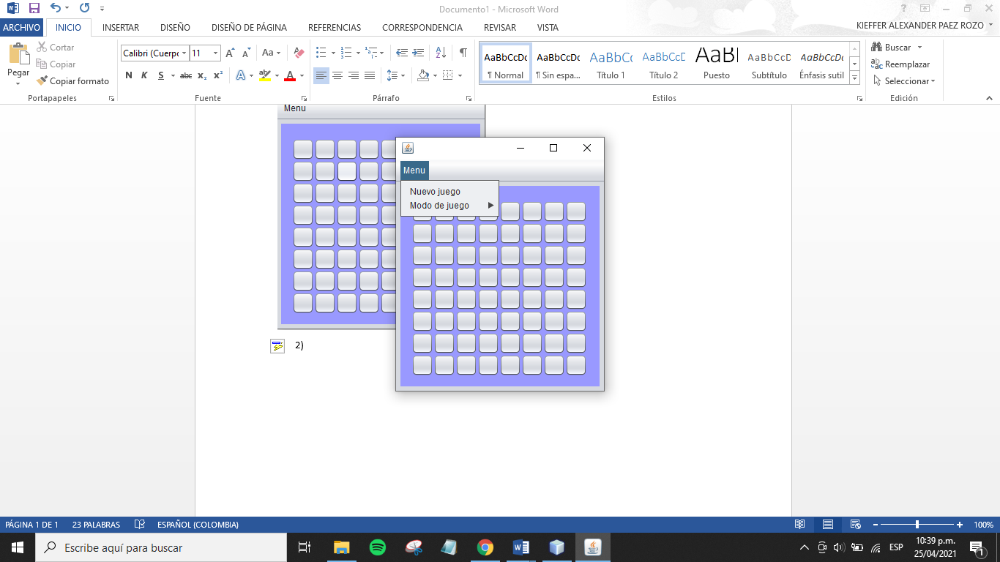 Documento1 - Microsoft Word
ARCHIVO INICIO INSERTAR DISEÑO DISEÑO DE PÁGINA REFERENCIAS CORRESPONDENCIA REVISAR VISTA KIEFFER ALEXANDER PAEZ ROZO
Pegar
Cortar
Copiar
Copiar formato
Portapapeles
Calibri (Cuerpo 11
Aa
N K S abc x₂ x²
A ab A
Fuente
Párrafo
AaBbCcDc AaBbCcDc AaBbCc AaBbCcD AaBl AaBbCcD AaBbCcDc
¶ Normal ¶ Sin espa... Título 1 Título 2 Puesto Subtítulo Énfasis sutil
Estilos
Buscar
Reemplazar
Seleccionar
Edición
Menu
Menu
Nuevo juego
Modo de juego
2)
PÁGINA 1 DE 1 23 PALABRAS ESPAÑOL (COLOMBIA) 100%
Escribe aquí para buscar
ESP
10:39 p.m.
25/04/2021
1